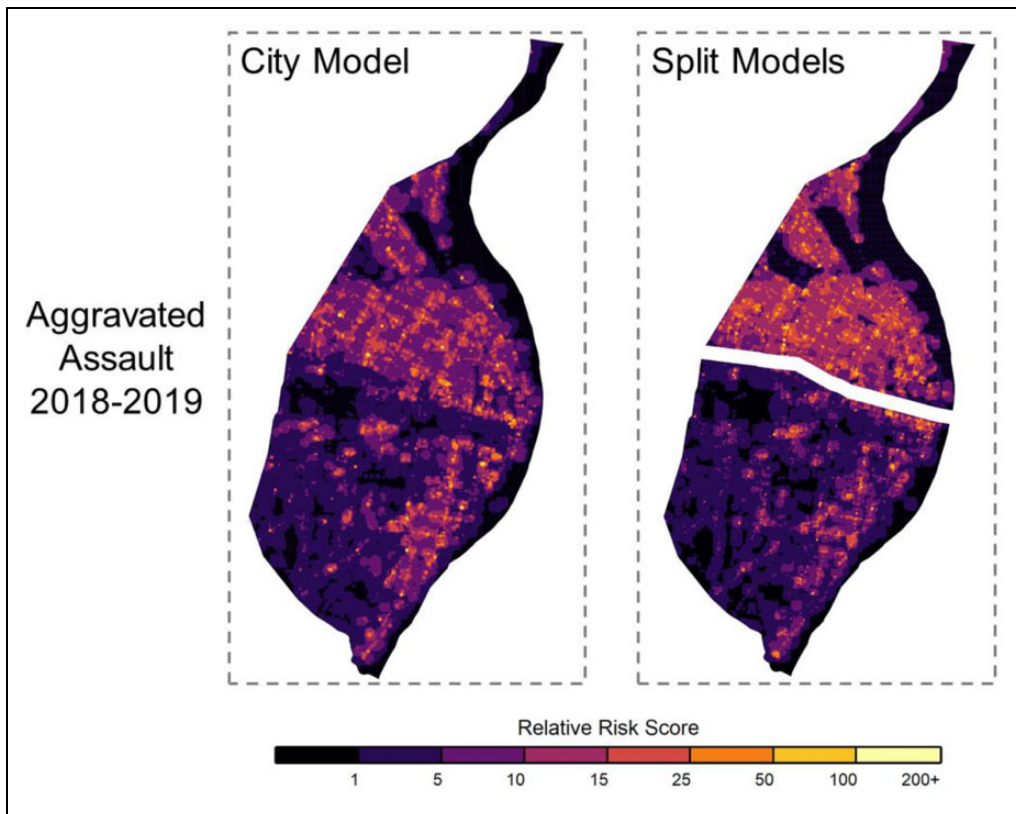 City Model
Split Models
Aggravated
Assault
2018-2019
Relative Risk Score
1 5 10 15 25 50 100 200+